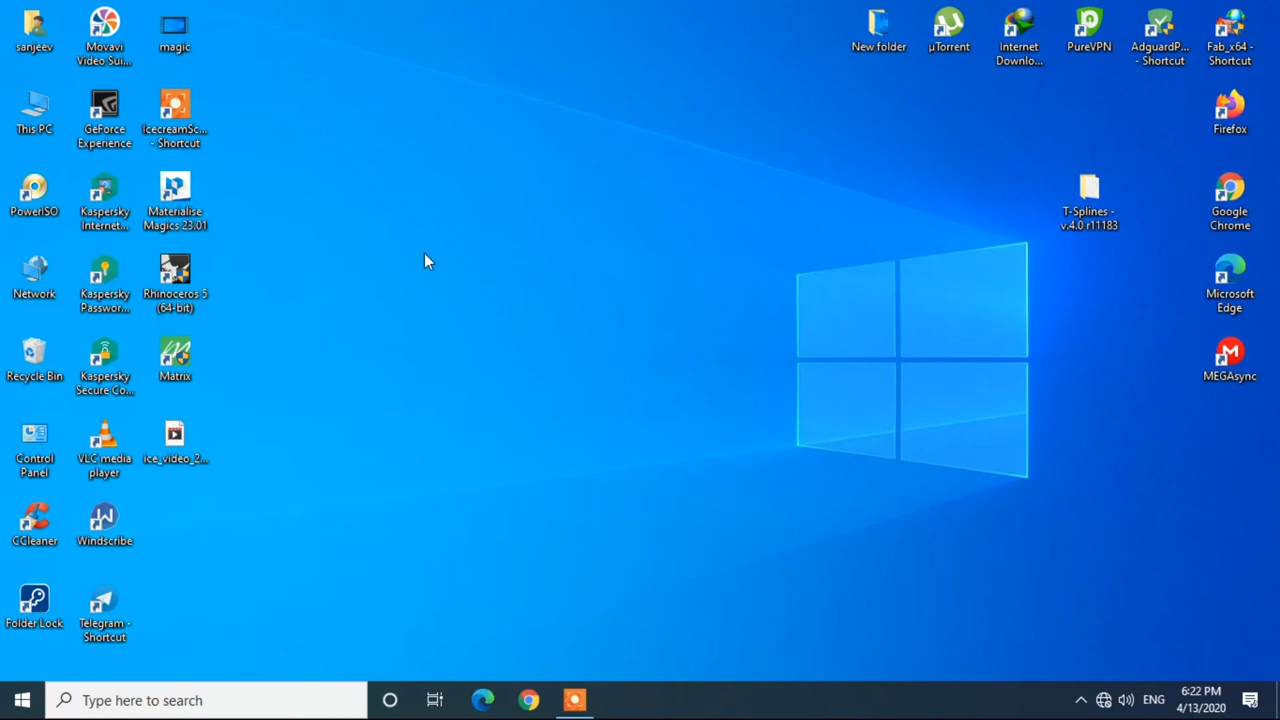 sanjeev
Movavi
Video Sui...
magic
New folder
µTorrent
Internet
Downlo...
PureVPN
AdguardP...
- Shortcut
Fab_x64 -
Shortcut
This PC
GeForce
Experience
IcecreamSc...
- Shortcut
Firefox
PowerISO
Kaspersky
Internet...
Materialise
Magics 23.01
T-Splines -
v.4.0 r11183
Google
Chrome
Network
Kaspersky
Passwor...
Rhinoceros 5
(64-bit)
Microsoft
Edge
Recycle Bin
Kaspersky
Secure Co...
Matrix
MEGAsync
Control
Panel
VLC media
player
ice_video_2...
CCleaner
Windscribe
Folder Lock
Telegram -
Shortcut
Type here to search
ENG
6:22 PM
4/13/2020